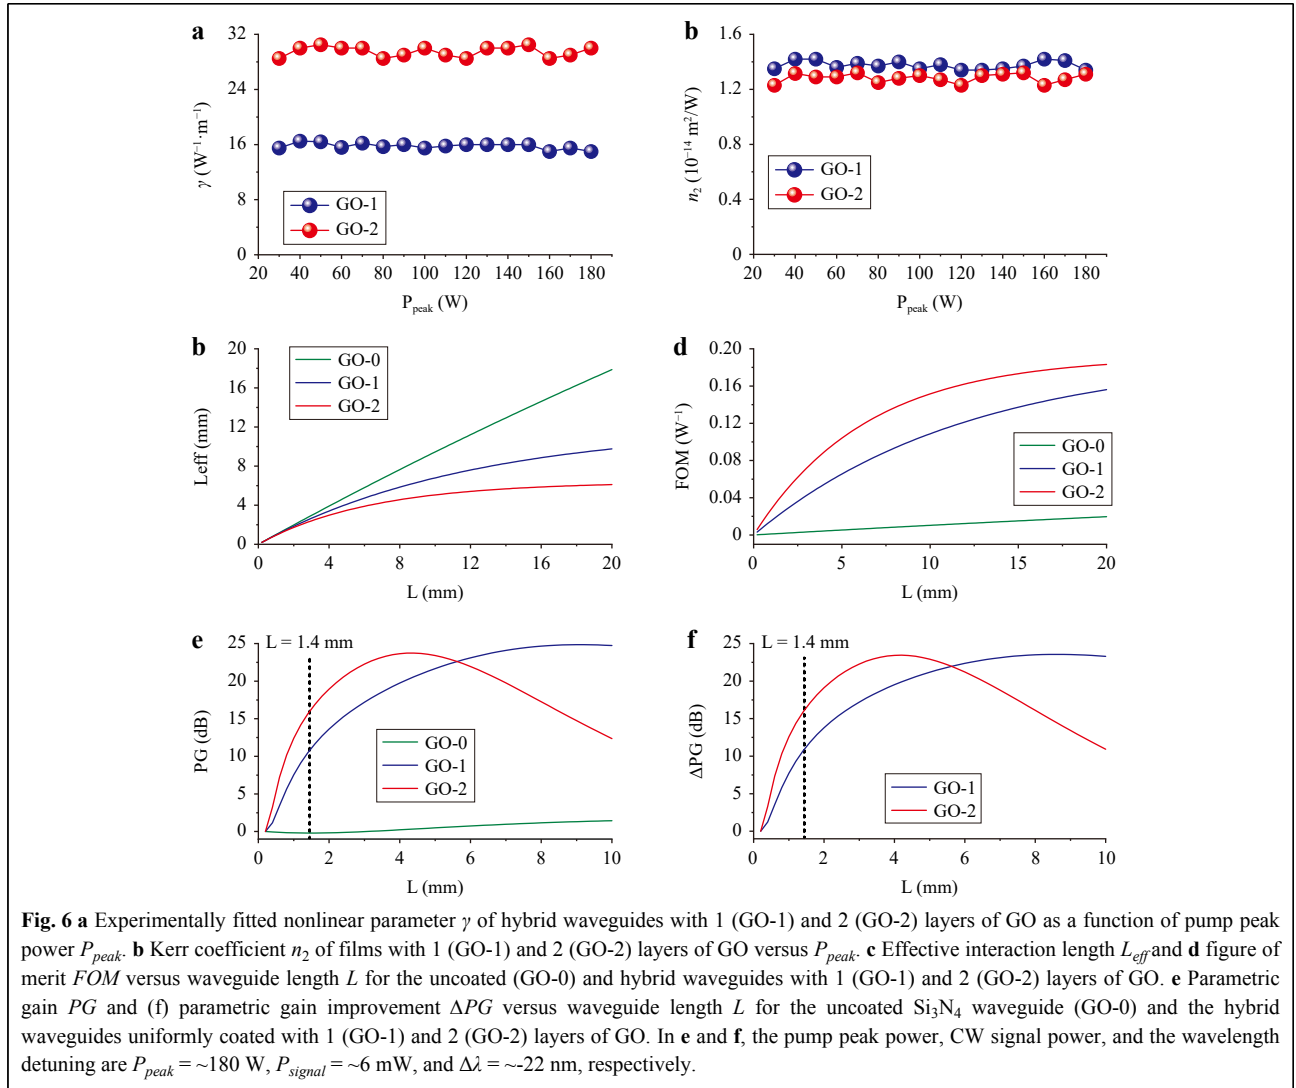 a
32
24
16
8
0
γ (W⁻¹·m⁻¹)
GO-1
GO-2
20 40 60 80 100 120 140 160 180
P_peak (W)
b
1.6
1.2
0.8
0.4
0
n₂ (10⁻¹⁴ m²/W)
GO-1
GO-2
20 40 60 80 100 120 140 160 180
P_peak (W)
b
20
16
12
8
4
0
Leff (mm)
GO-0
GO-1
GO-2
0 4 8 12 16 20
L (mm)
d
0.20
0.16
0.12
0.08
0.04
0
FOM (W⁻¹)
GO-0
GO-1
GO-2
0 5 10 15 20
L (mm)
e
L = 1.4 mm
25
20
15
10
5
0
PG (dB)
GO-0
GO-1
GO-2
0 2 4 6 8 10
L (mm)
f
L = 1.4 mm
25
22
15
10
25
0
ΔPG (dB)
GO-1
GO-2
0 2 4 6 8 10
L (mm)
Fig. 6 a Experimentally fitted nonlinear parameter γ of hybrid waveguides with 1 (GO-1) and 2 (GO-2) layers of GO as a function of pump peak
power P_peak. b Kerr coefficient n₂ of films with 1 (GO-1) and 2 (GO-2) layers of GO versus P_peak. c Effective interaction length L_eff and d figure of
merit FOM versus waveguide length L for the uncoated (GO-0) and hybrid waveguides with 1 (GO-1) and 2 (GO-2) layers of GO. e Parametric
gain PG and (f) parametric gain improvement ΔPG versus waveguide length L for the uncoated Si₃N₄ waveguide (GO-0) and the hybrid
waveguides uniformly coated with 1 (GO-1) and 2 (GO-2) layers of GO. In e and f, the pump peak power, CW signal power, and the wavelength
detuning are P_peak = ~180 W, P_signal = ~6 mW, and Δλ = ~-22 nm, respectively.